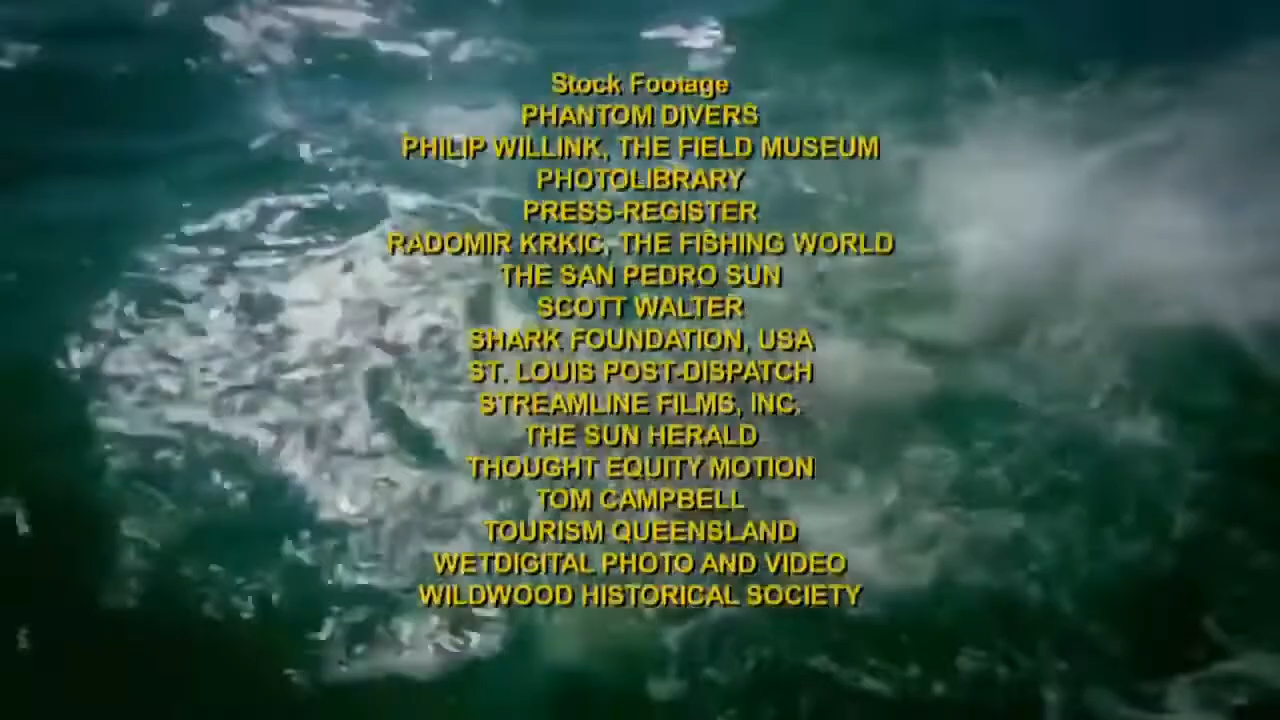 Stock Footage
PHANTOM DIVERS
PHILIP WILLINK, THE FIELD MUSEUM
PHOTOLIBRARY
PRESS-REGISTER
RADOMIR KRKIC, THE FISHING WORLD
THE SAN PEDRO SUN
SCOTT WALTER
SHARK FOUNDATION, USA
ST. LOUIS POST-DISPATCH
STREAMLINE FILMS, INC.
THE SUN HERALD
THOUGHT EQUITY MOTION
TOM CAMPBELL
TOURISM QUEENSLAND
WETDIGITAL PHOTO AND VIDEO
WILDWOOD HISTORICAL SOCIETY